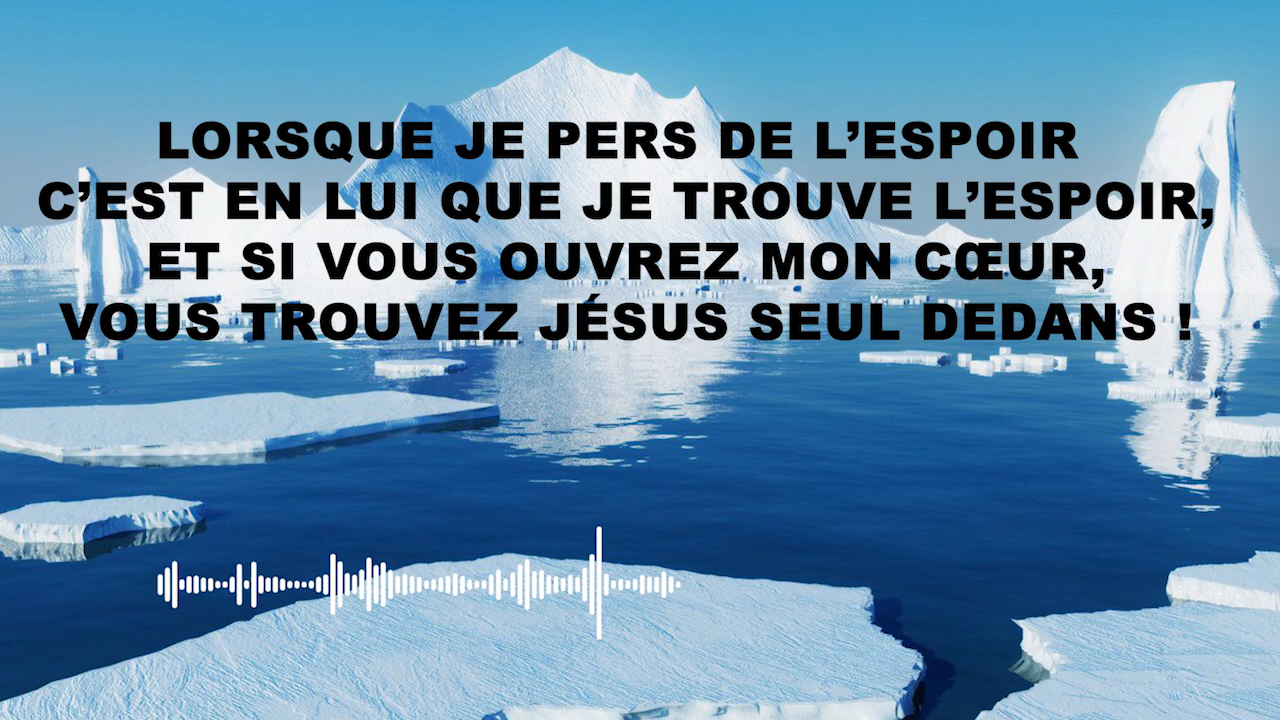 LORSQUE JE PERS DE L’ESPOIR
C’EST EN LUI QUE JE TROUVE L’ESPOIR,
ET SI VOUS OUVREZ MON CŒUR,
VOUS TROUVEZ JÉSUS SEUL DEDANS !